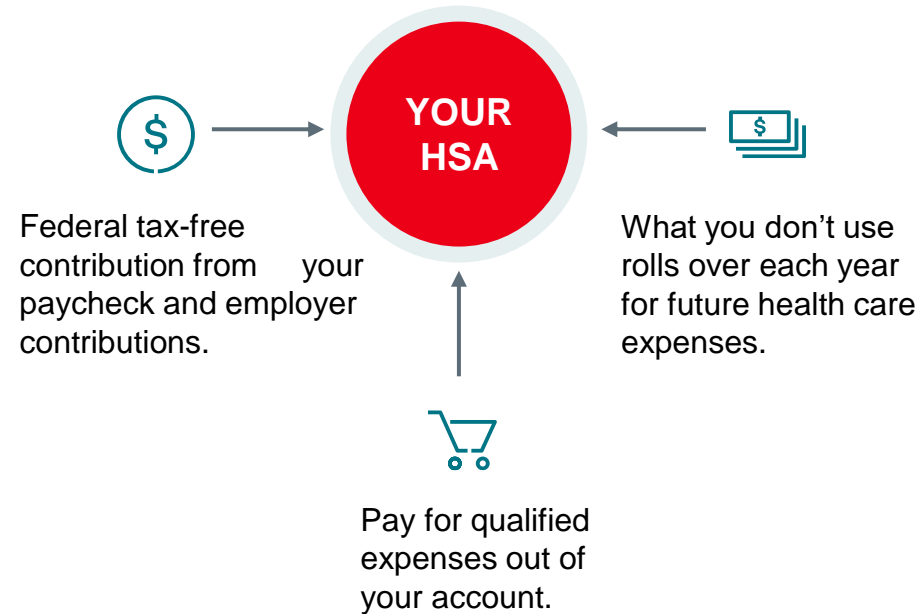 YOUR
HSA
$
$
Federal tax-free
contribution from your
paycheck and employer
contributions.
What you don’t use
rolls over each year
for future health care
expenses.
Pay for qualified
expenses out of
your account.